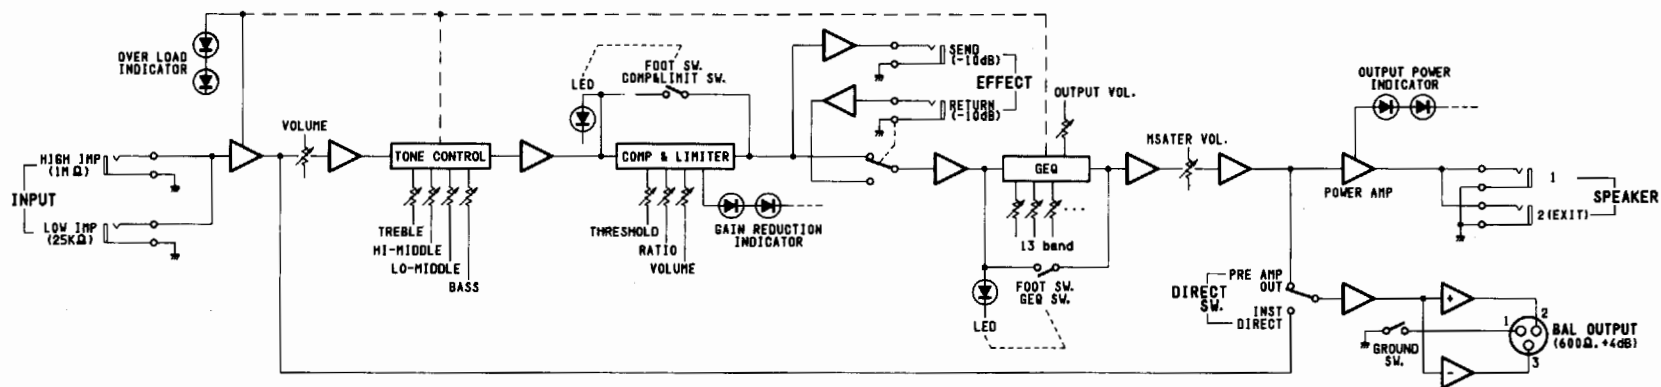 OVER LOAD
INDICATOR
INPUT
HIGH IMP
(1MΩ)
LOW IMP
(25KΩ)
VOLUME
TONE CONTROL
TREBLE
HI-MIDDLE
LO-MIDDLE
BASS
LED
FOOT SW.
COMP&LIMIT SW.
COMP & LIMITER
THRESHOLD
RATIO
VOLUME
GAIN REDUCTION
INDICATOR
SEND
(-10dB)
EFFECT
RETURN
(-10dB)
OUTPUT VOL.
GEQ
13 band
FOOT SW.
GEQ SW.
LED
MSATER VOL.
OUTPUT POWER
INDICATOR
POWER AMP
1
2(EXIT)
SPEAKER
DIRECT
SW.
PRE AMP
OUT
INST
DIRECT
+
-
GROUND
SW.
1
2
3
BAL OUTPUT
(600Ω.+4dB)